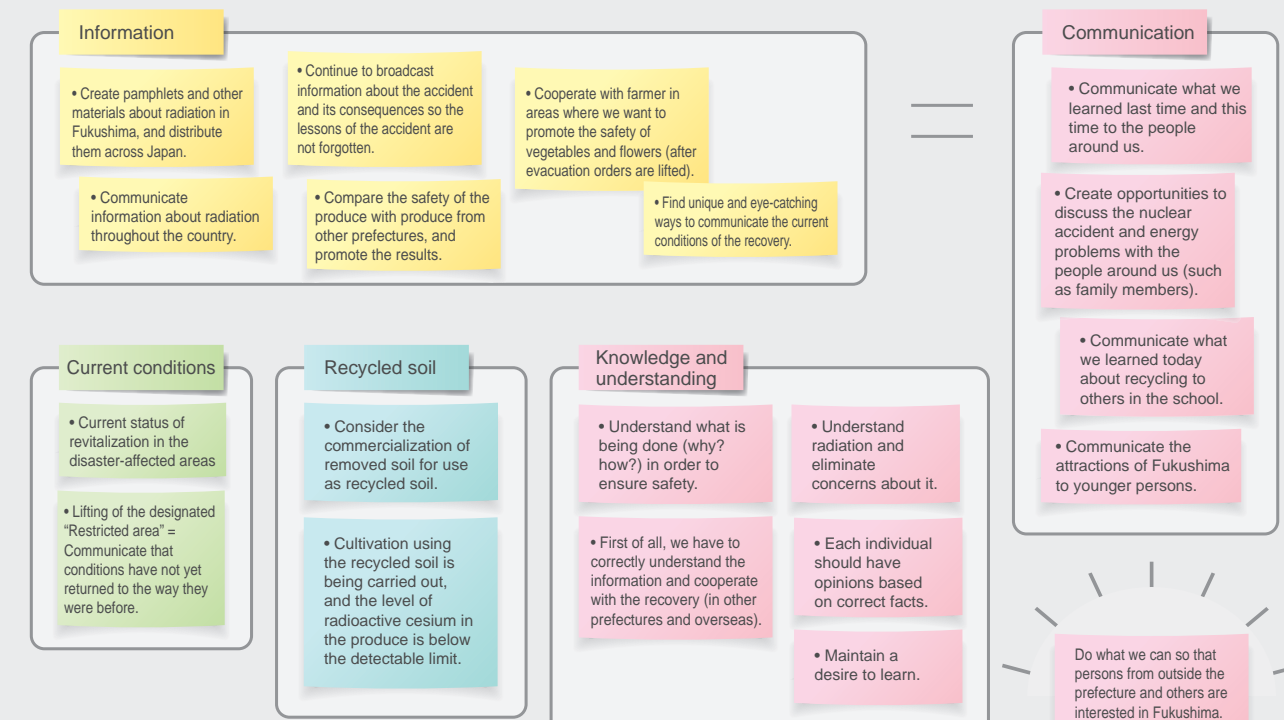 Information
• Create pamphlets and other
materials about radiation in
Fukushima, and distribute
them across Japan.
• Continue to broadcast
information about the accident
and its consequences so the
lessons of the accident are
not forgotten.
• Cooperate with farmer in
areas where we want to
promote the safety of
vegetables and flowers (after
evacuation orders are lifted).
• Communicate
information about radiation
throughout the country.
• Compare the safety of the
produce with produce from
other prefectures, and
promote the results.
• Find unique and eye-catching
ways to communicate the current
conditions of the recovery.
Communication
• Communicate what we
learned last time and this
time to the people
around us.
• Create opportunities to
discuss the nuclear
accident and energy
problems with the
people around us (such
as family members).
• Communicate what
we learned today
about recycling to
others in the school.
• Communicate the
attractions of Fukushima
to younger persons.
Current conditions
• Current status of
revitalization in the
disaster-affected areas
• Lifting of the designated
“Restricted area” =
Communicate that
conditions have not yet
returned to the way they
were before.
Recycled soil
• Consider the
commercialization of
removed soil for use
as recycled soil.
• Cultivation using
the recycled soil is
being carried out,
and the level of
radioactive cesium in
the produce is below
the detectable limit.
Knowledge and
understanding
• Understand what is
being done (why?
how?) in order to
ensure safety.
• First of all, we have to
correctly understand the
information and cooperate
with the recovery (in other
prefectures and overseas).
• Understand
radiation and
eliminate
concerns about it.
• Each individual
should have
opinions based
on correct facts.
• Maintain a
desire to learn.
Do what we can so that
persons from outside the
prefecture and others are
interested in Fukushima.